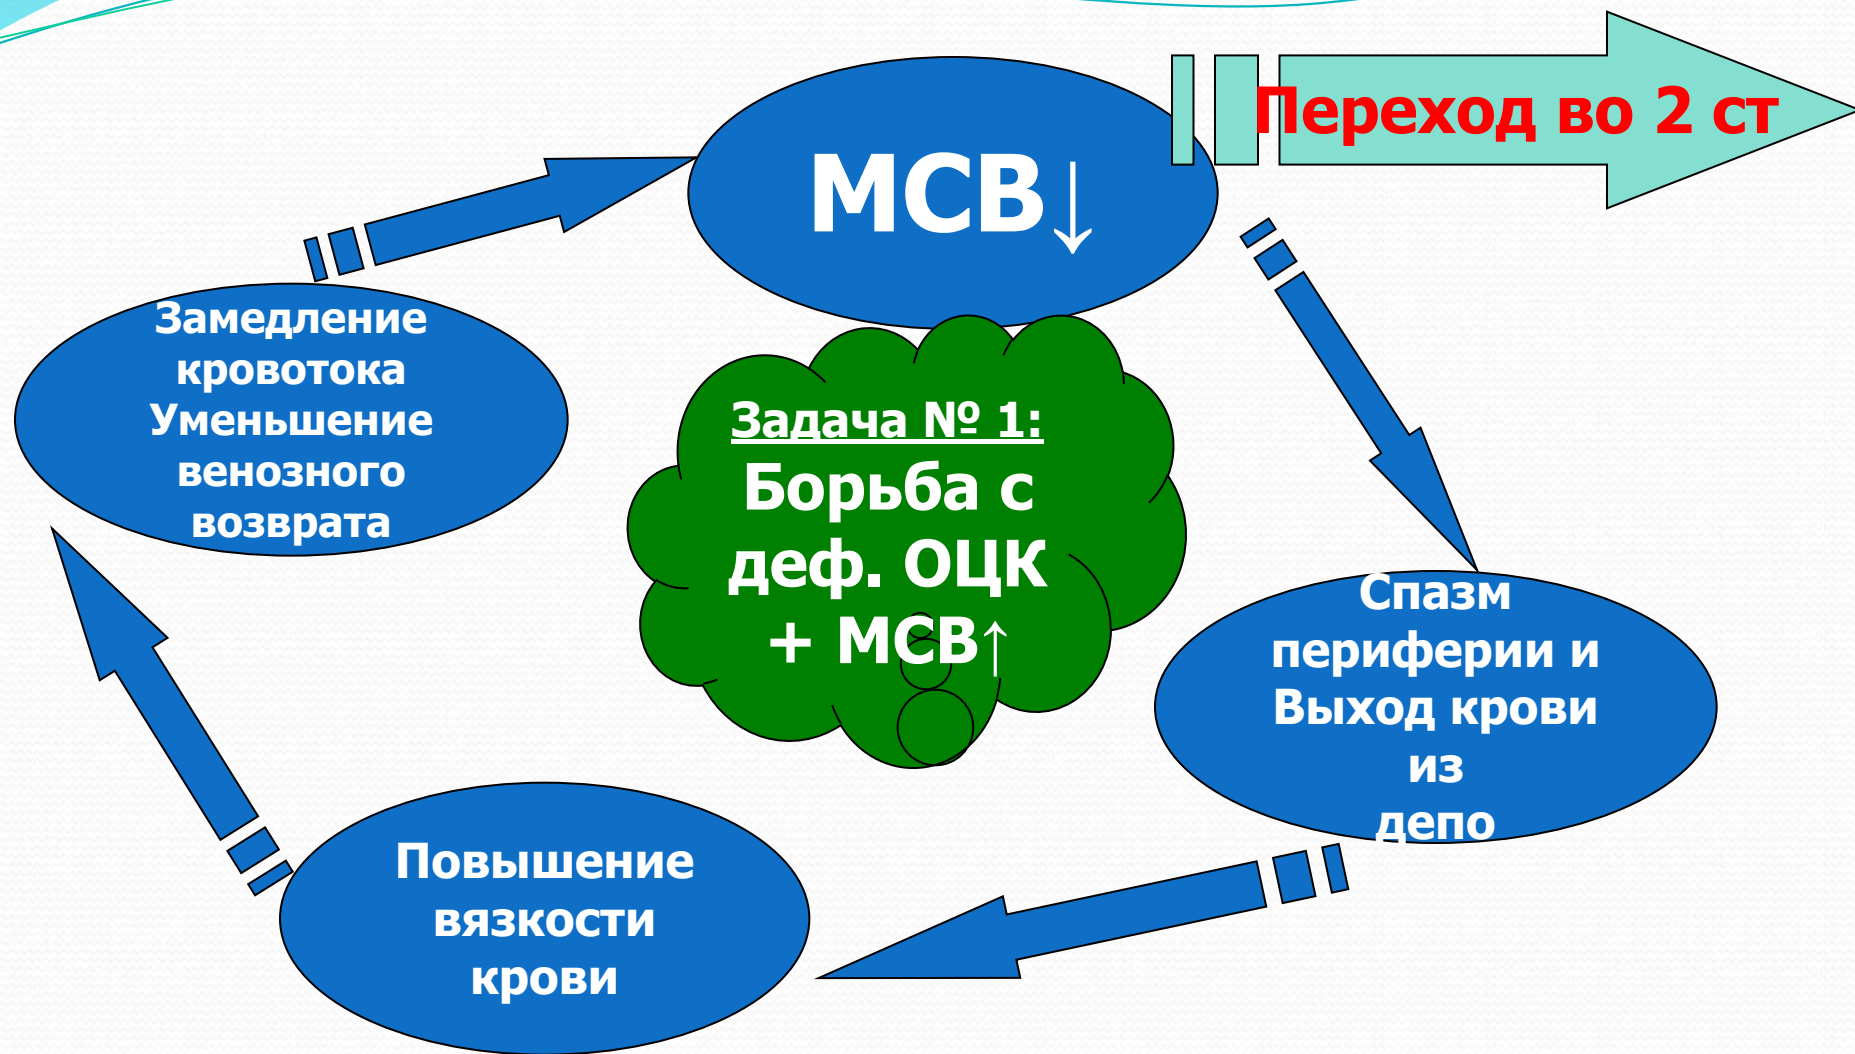 МСВ↓
Переход во 2 ст
Замедление
кровотока
Уменьшение
венозного
возврата
Задача № 1:
Борьба с
деф. ОЦК
+ МСВ↑
Спазм
периферии и
Выход крови
из
депо
Повышение
вязкости
крови